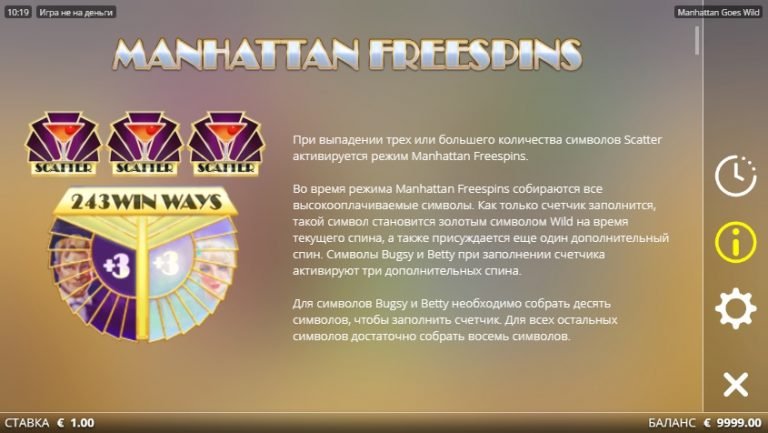 10:19 Игра не на деньги
Manhattan Goes Wild
MANHATTAN FREESPINS
SCATTER SCATTER SCATTER
243 WIN WAYS
+3 +3
При выпадении трех или большего количества символов Scatter
активируется режим Manhattan Freespins.
Во время режима Manhattan Freespins собираются все
высокооплачиваемые символы. Как только счетчик заполнится,
такой символ становится золотым символом Wild на время
текущего спина, а также присуждается еще один дополнительный
спин. Символы Bugsy и Betty при заполнении счетчика
активируют три дополнительных спина.
Для символов Bugsy и Betty необходимо собрать десять
символов, чтобы заполнить счетчик. Для всех остальных
символов достаточно собрать восемь символов.
СТАВКА € 1.00
БАЛАНС € 9999.00